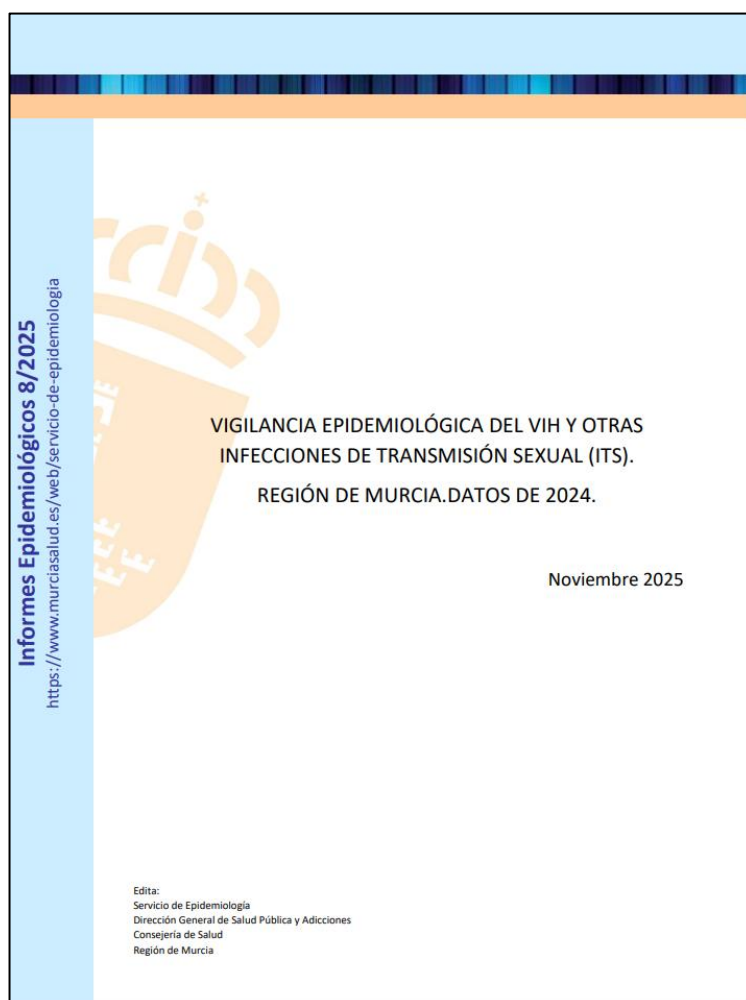 Informes Epidemiológicos 8/2025
https://www.murciasalud.es/web/servicio-de-epidemiologia
VIGILANCIA EPIDEMIOLÓGICA DEL VIH Y OTRAS
INFECCIONES DE TRANSMISIÓN SEXUAL (ITS).
REGIÓN DE MURCIA.DATOS DE 2024.
Noviembre 2025
Edita:
Servicio de Epidemiología
Dirección General de Salud Pública y Adicciones
Consejería de Salud
Región de Murcia